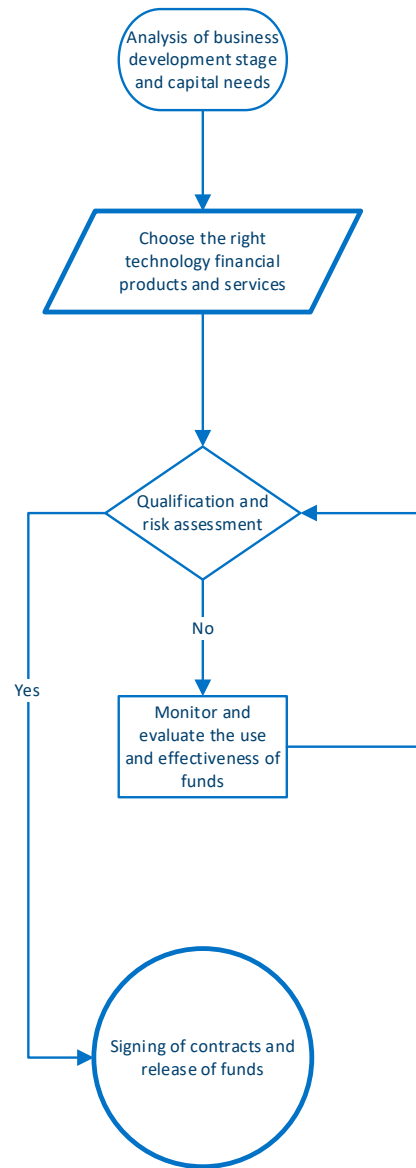 Analysis of business
development stage
and capital needs
Choose the right
technology financial
products and services
Qualification and
risk assessment
No
Yes
Monitor and
evaluate the use
and effectiveness of
funds
Signing of contracts and
release of funds